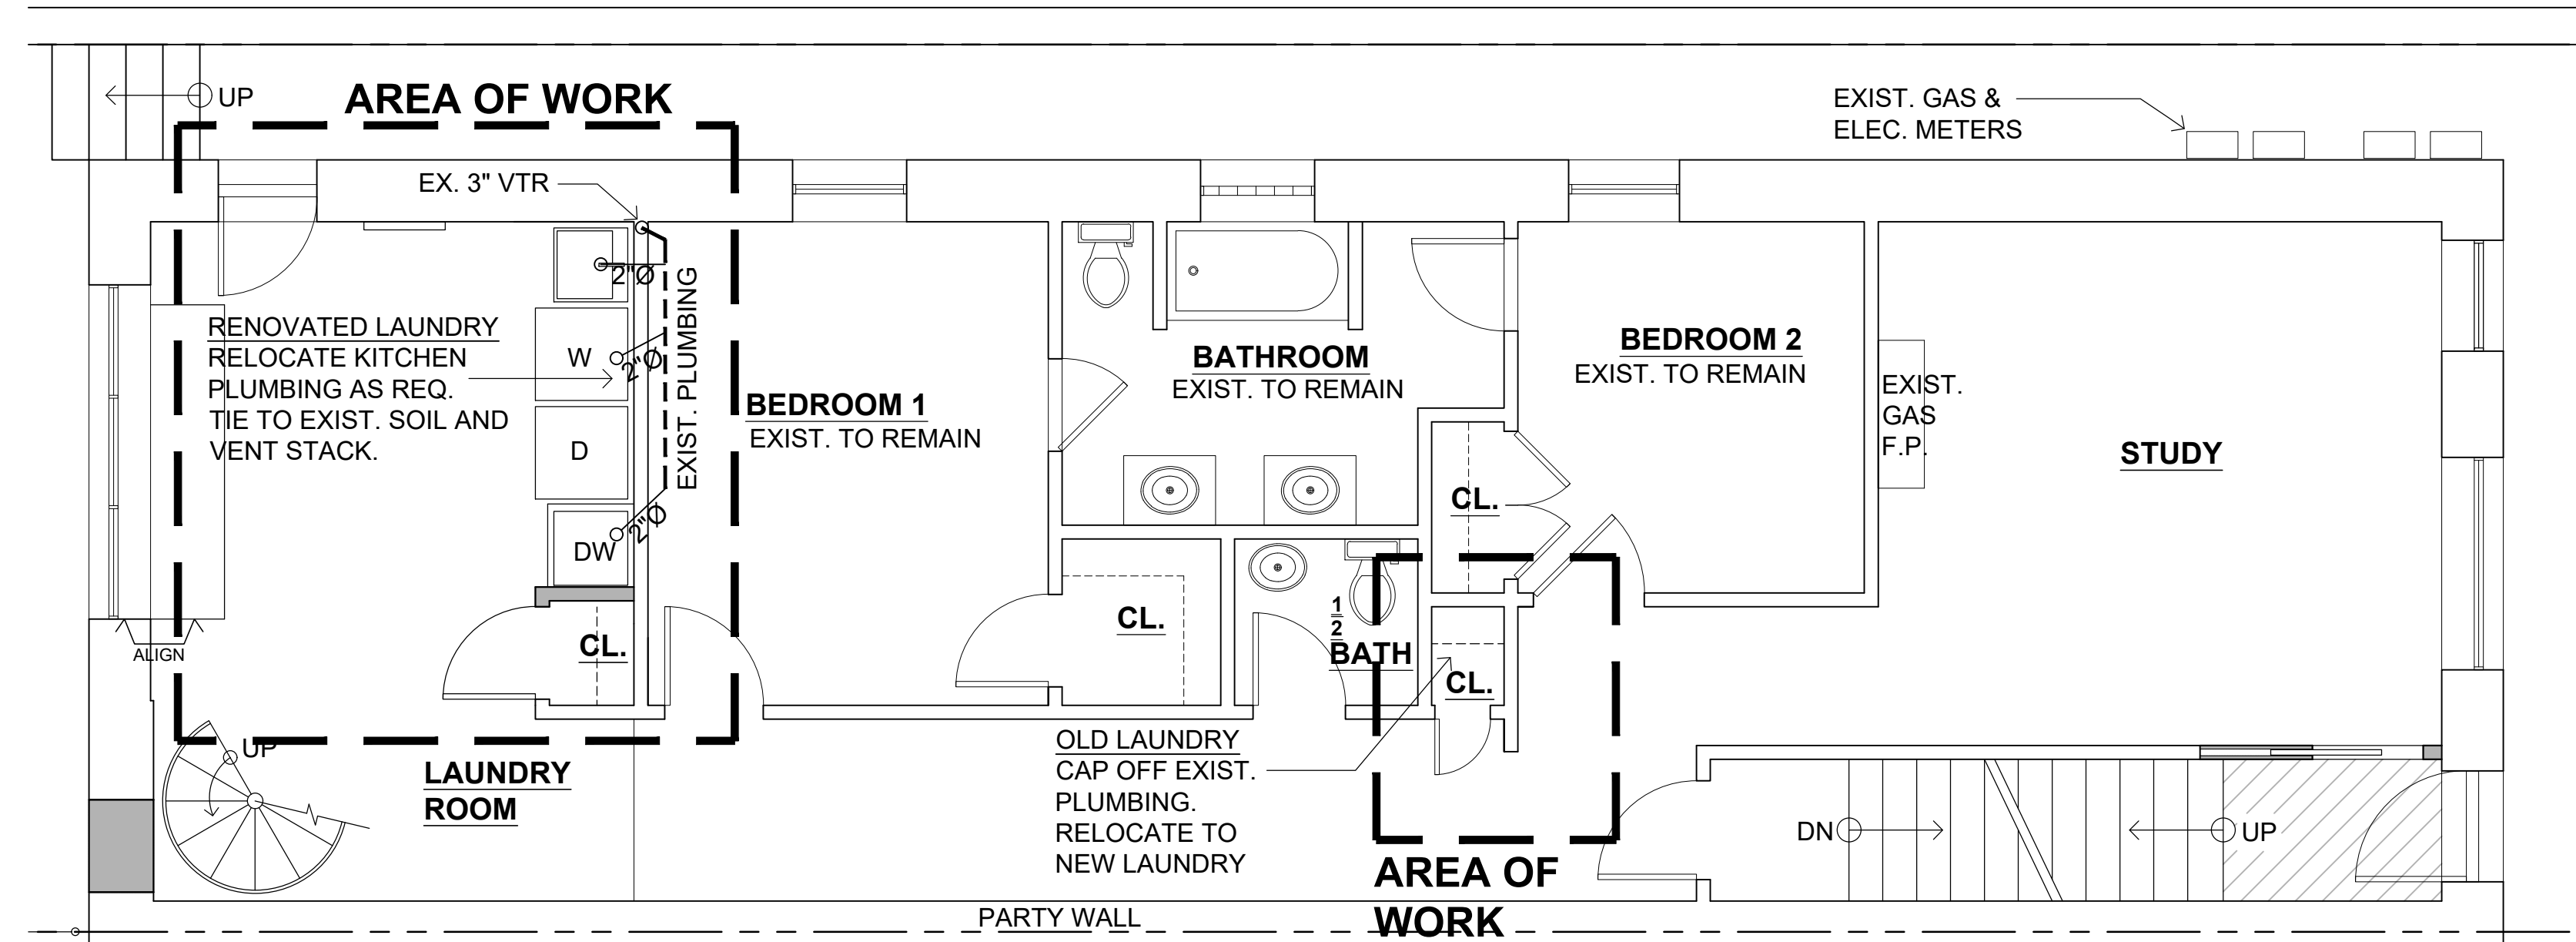 UP
AREA OF WORK
EX. 3" VTR
EXIST. GAS &
ELEC. METERS
2"Ø
EXIST. PLUMBING
RENOVATED LAUNDRY
RELOCATE KITCHEN
PLUMBING AS REQ.
TIE TO EXIST. SOIL AND
VENT STACK.
W
2"Ø
D
2"Ø
DW
CL.
ALIGN
UP
LAUNDRY
ROOM
BEDROOM 1
EXIST. TO REMAIN
BATHROOM
EXIST. TO REMAIN
BEDROOM 2
EXIST. TO REMAIN
EXIST.
GAS
F.P.
STUDY
CL.
CL.
1
2
BATH
CL.
OLD LAUNDRY
CAP OFF EXIST.
PLUMBING.
RELOCATE TO
NEW LAUNDRY
AREA OF
WORK
DN
UP
PARTY WALL